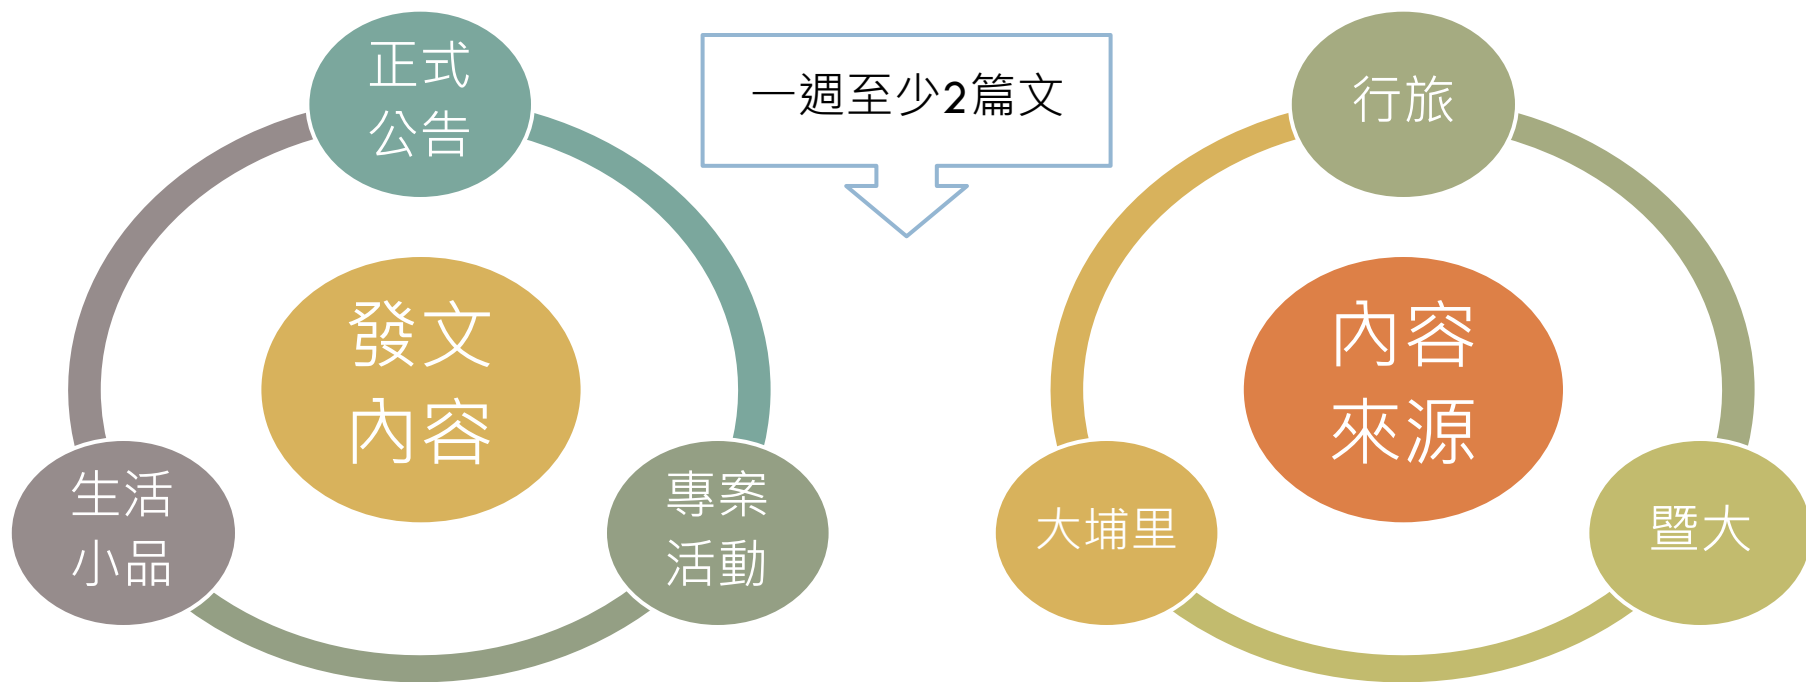 正式
公告
發文
內容
生活
小品
專案
活動
一週至少2篇文
行旅
內容
來源
大埔里
暨大